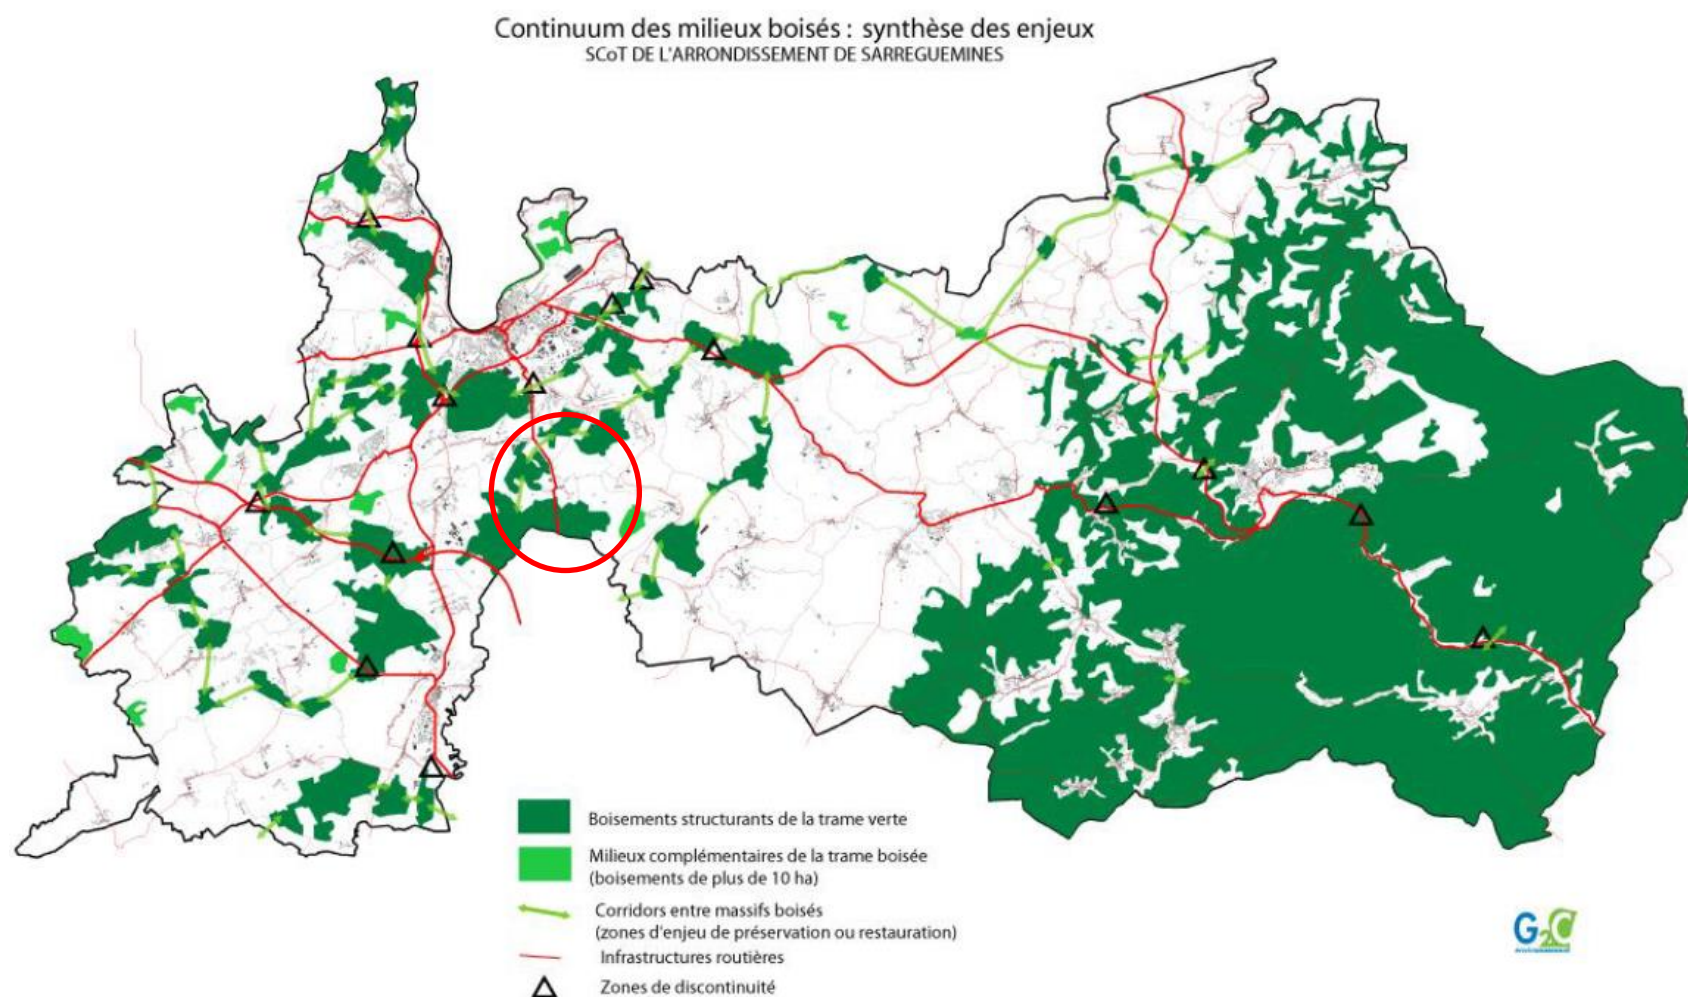 Continuum des milieux boisés : synthèse des enjeux
SCoT DE L'ARRONDISSEMENT DE SARREGUEMINES
Boisements structurants de la trame verte
Milieux complémentaires de la trame boisée
(boisements de plus de 10 ha)
Corridors entre massifs boisés
(zones d'enjeu de préservation ou restauration)
Infrastructures routières
Zones de discontinuité
G2C
environnement